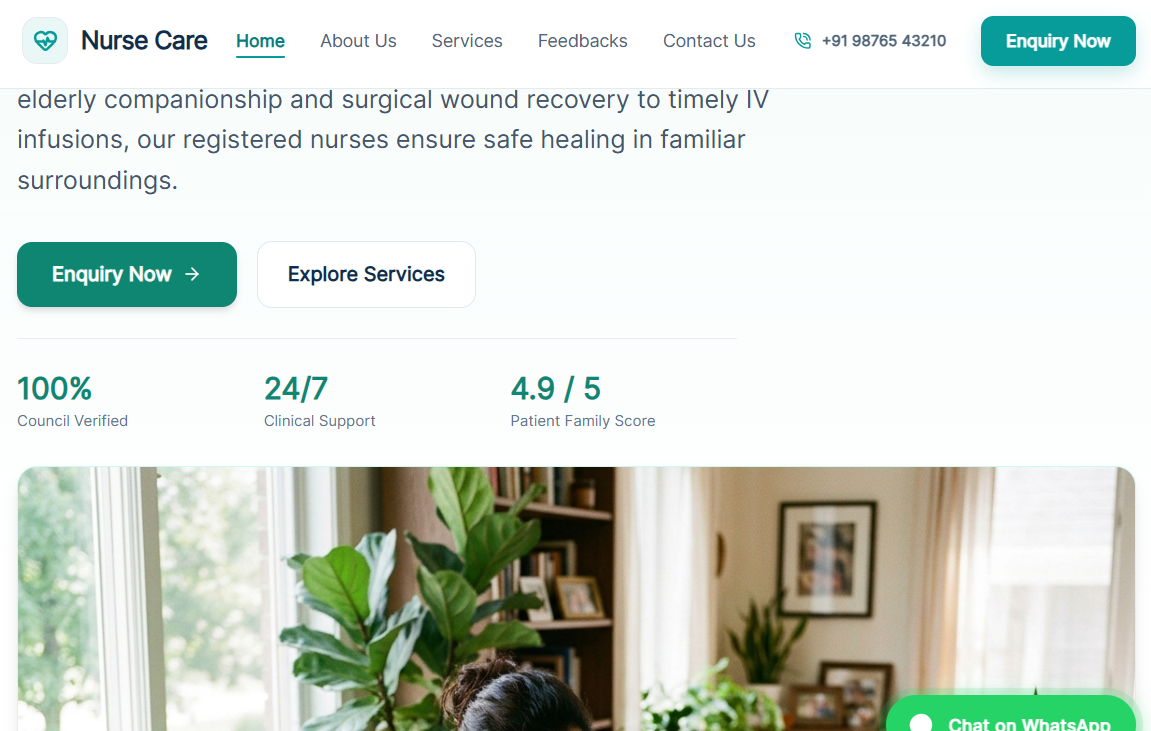 Nurse Care
Home
About Us
Services
Feedbacks
Contact Us
+91 98765 43210
Enquiry Now
elderly companionship and surgical wound recovery to timely IV
infusions, our registered nurses ensure safe healing in familiar
surroundings.
Enquiry Now →
Explore Services
100%
Council Verified
24/7
Clinical Support
4.9 / 5
Patient Family Score
Chat on WhatsApp